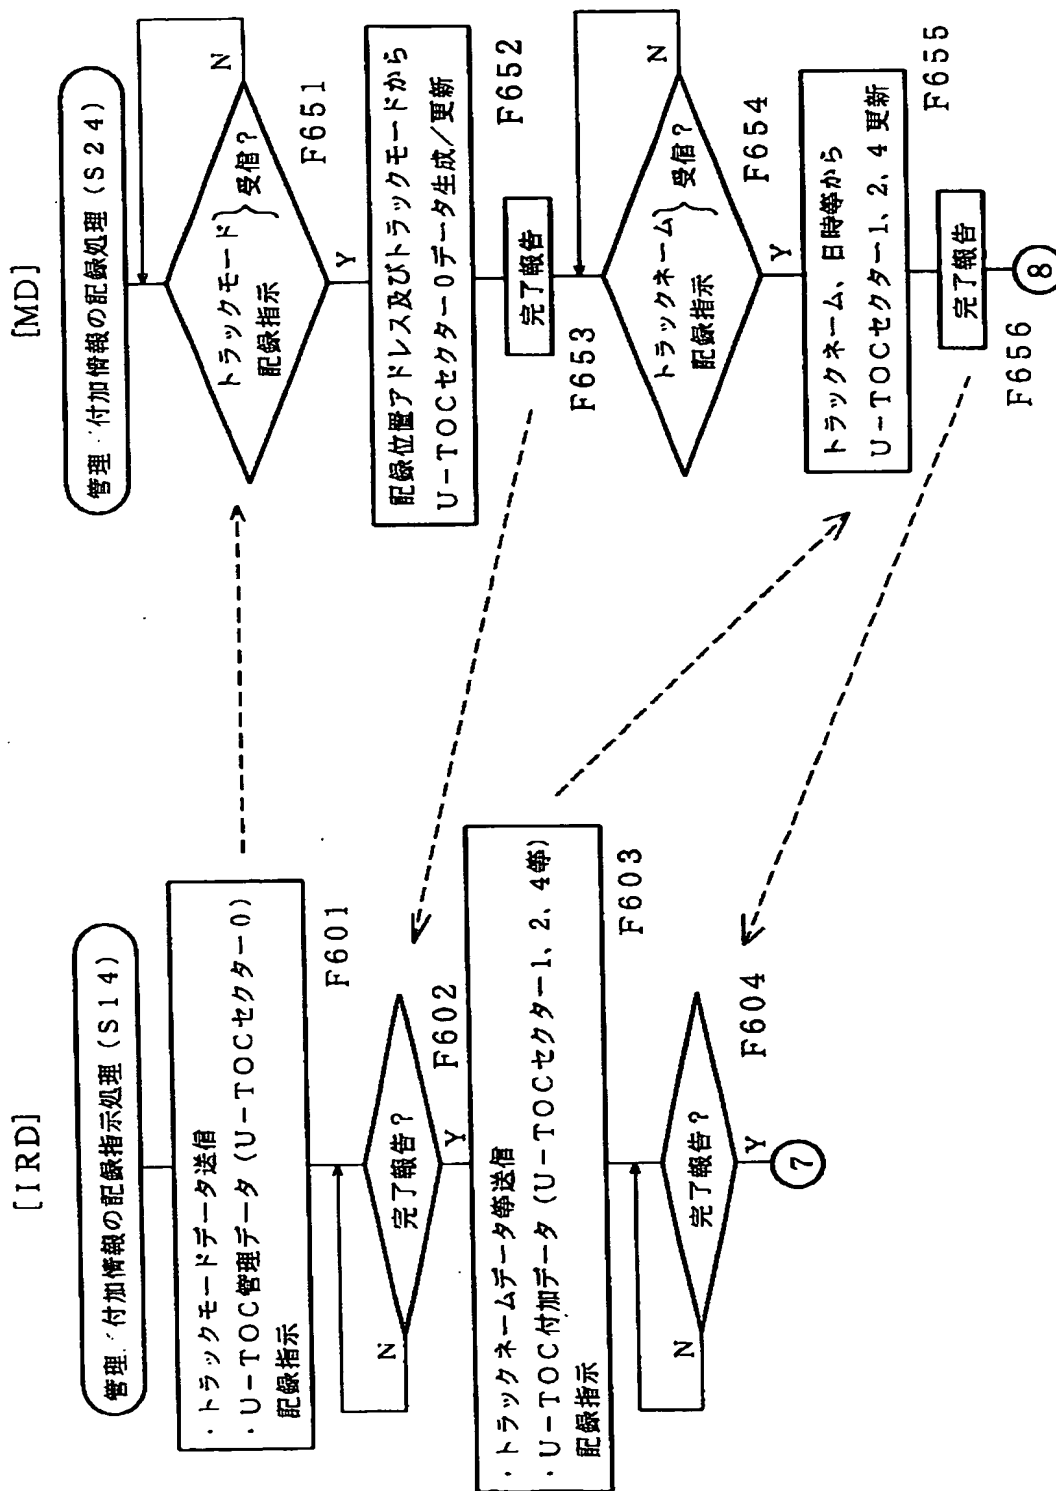 [IRD]
管理/付加情報の記録指示処理(S14)
・トラックモードデータ送信
・U-TOC管理データ(U-TOCセクター0)
記録指示
F601
完了報告?
N
Y
F602
・トラックネームデータ等送信
・U-TOC付加データ(U-TOCセクター1、2、4等)
記録指示
F603
完了報告?
N
Y
F604
7
[MD]
管理/付加情報の記録処理(S24)
トラックモード
記録指示
受信?
N
Y
F651
記録位置アドレス及びトラックモードから
U-TOCセクター0データ生成/更新
F652
完了報告
F653
トラックネーム
記録指示
受信?
N
Y
F654
トラックネーム、日時等から
U-TOCセクター1、2、4更新
F655
完了報告
F656
8